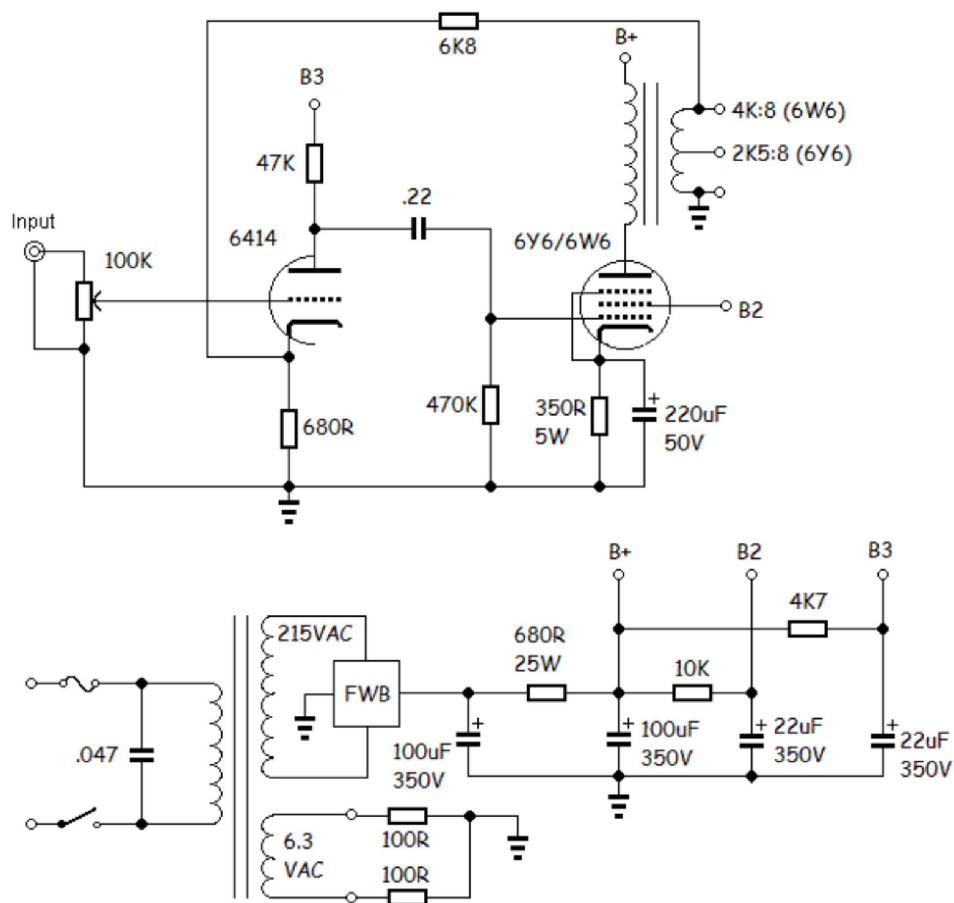 6K8
B+
B3
4K:8 (6W6)
47K
2K5:8 (6Y6)
.22
Input
6414
6Y6/6W6
100K
B2
470K
350R
5W
220uF
50V
680R
B+
B2
B3
4K7
215VAC
680R
25W
10K
FWB
.047
100uF
350V
100uF
350V
22uF
350V
22uF
350V
6.3
VAC
100R
100R
+
+
+
+
+